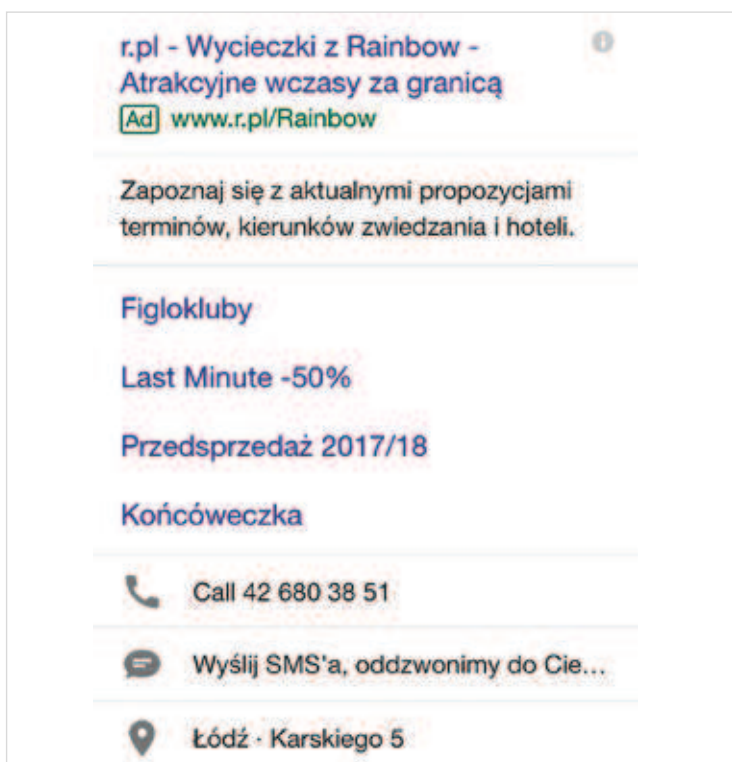 r.pl - Wycieczki z Rainbow -
Atrakcyjne wczasy za granicą
Ad www.r.pl/Rainbow
Zapoznaj się z aktualnymi propozycjami
terminów, kierunków zwiedzania i hoteli.
Figlokluby
Last Minute -50%
Przedsprzedaż 2017/18
Końcóweczka
Call 42 680 38 51
Wyślij SMS'a, oddzwonimy do Cie...
Łódź · Karskiego 5